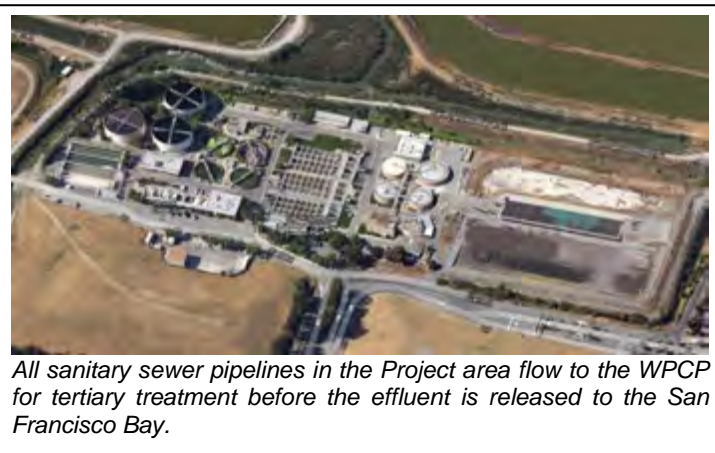 All sanitary sewer pipelines in the Project area flow to the WPCP
for tertiary treatment before the effluent is released to the San
Francisco Bay.